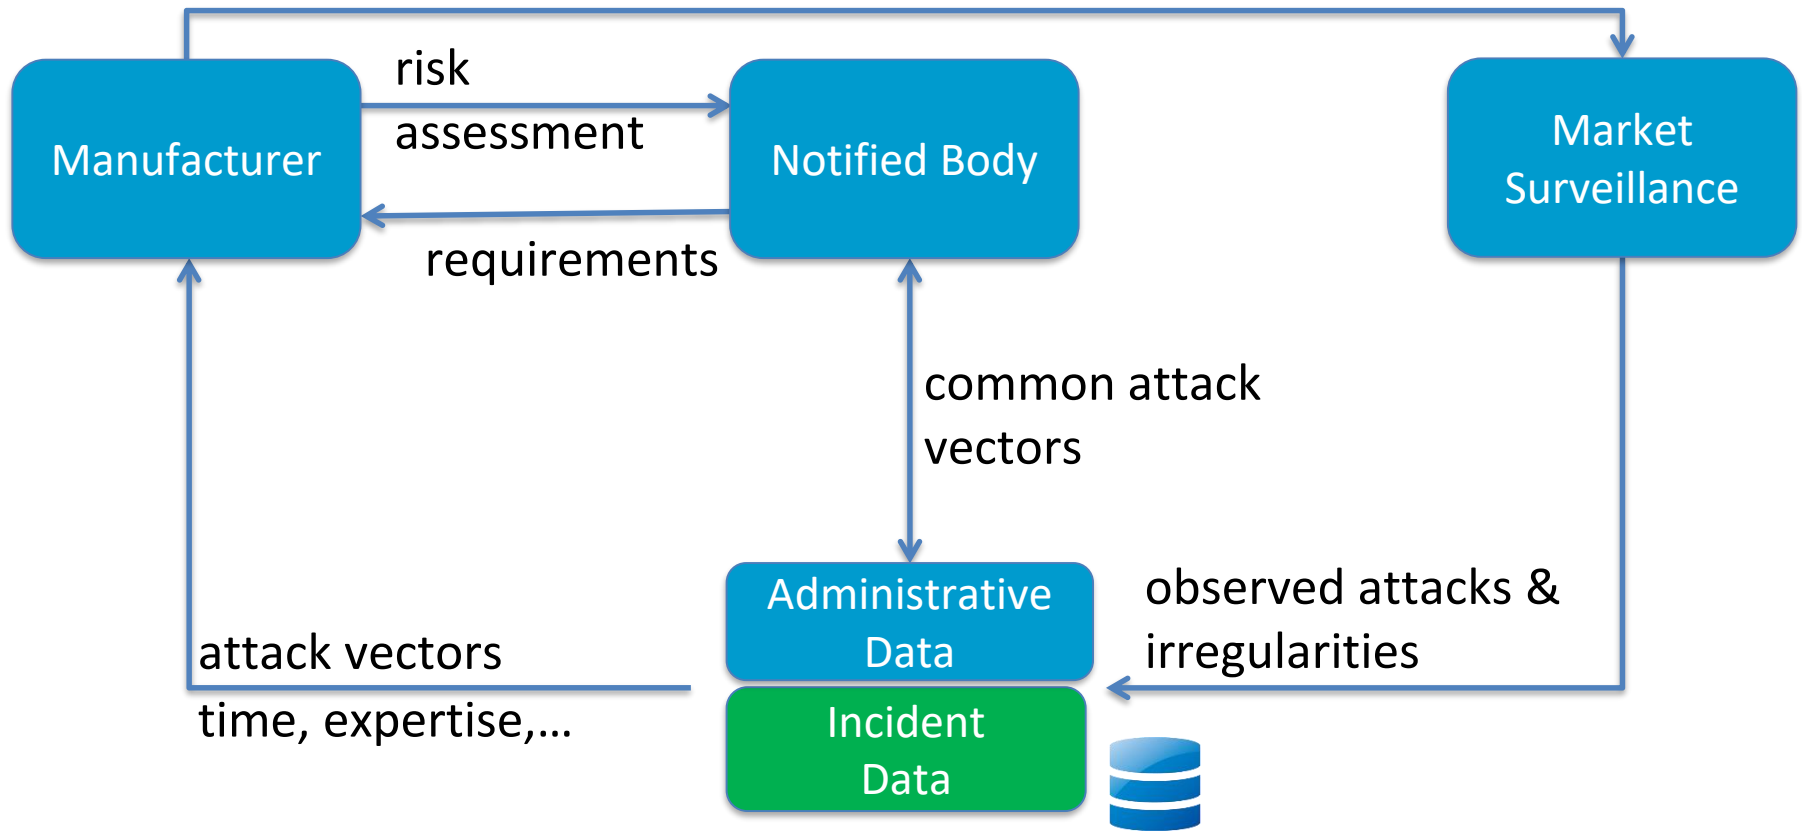 risk
assessment
Manufacturer
Notified Body
Market
Surveillance
requirements
common attack
vectors
Administrative
Data
observed attacks &
irregularities
attack vectors
time, expertise,...
Incident
Data